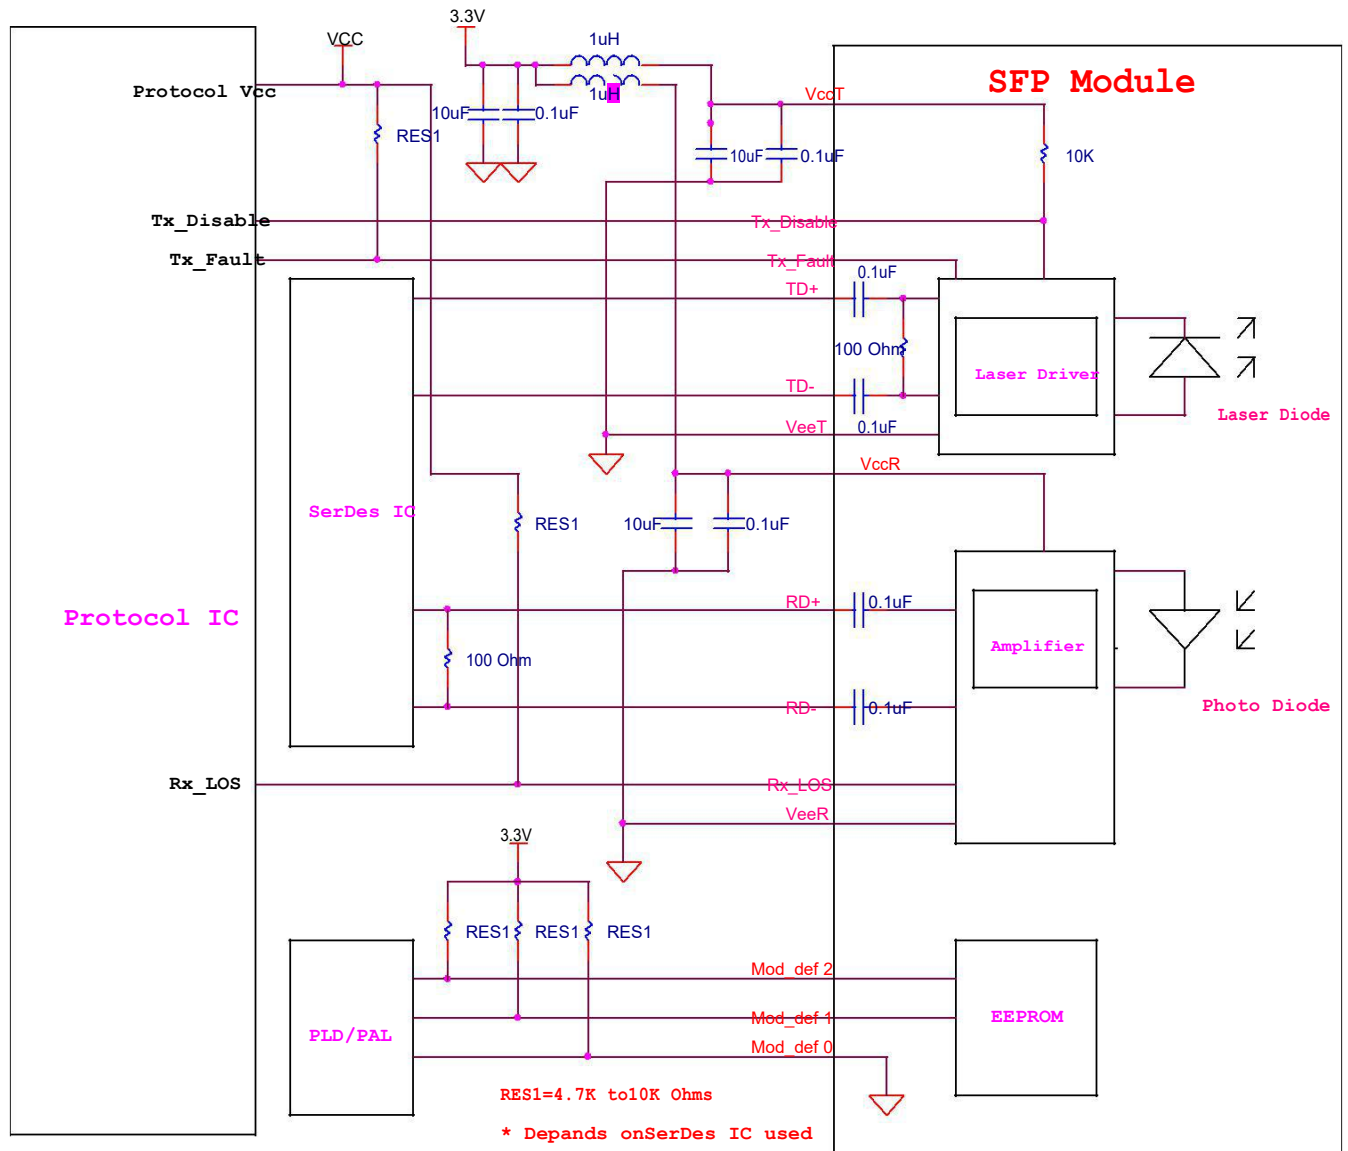 3.3V
VCC
1uH
SFP Module
Protocol Vcc
1uH
VccT
10uF
0.1uF
RES1
10uF
0.1uF
10K
Tx_Disable
Tx_Disable
Tx_Fault
Tx_Fault
0.1uF
TD+
100 Ohm
Laser Driver
TD-
Laser Diode
VeeT
0.1uF
VccR
SerDes IC
RES1
10uF
0.1uF
RD+
0.1uF
Protocol IC
Amplifier
100 Ohm
RD-
0.1uF
Photo Diode
Rx_LOS
Rx_LOS
VeeR
3.3V
RES1
RES1
RES1
Mod_def 2
Mod_def 1
EEPROM
PLD/PAL
Mod_def 0
RES1=4.7K to10K Ohms
* Depands onSerDes IC used